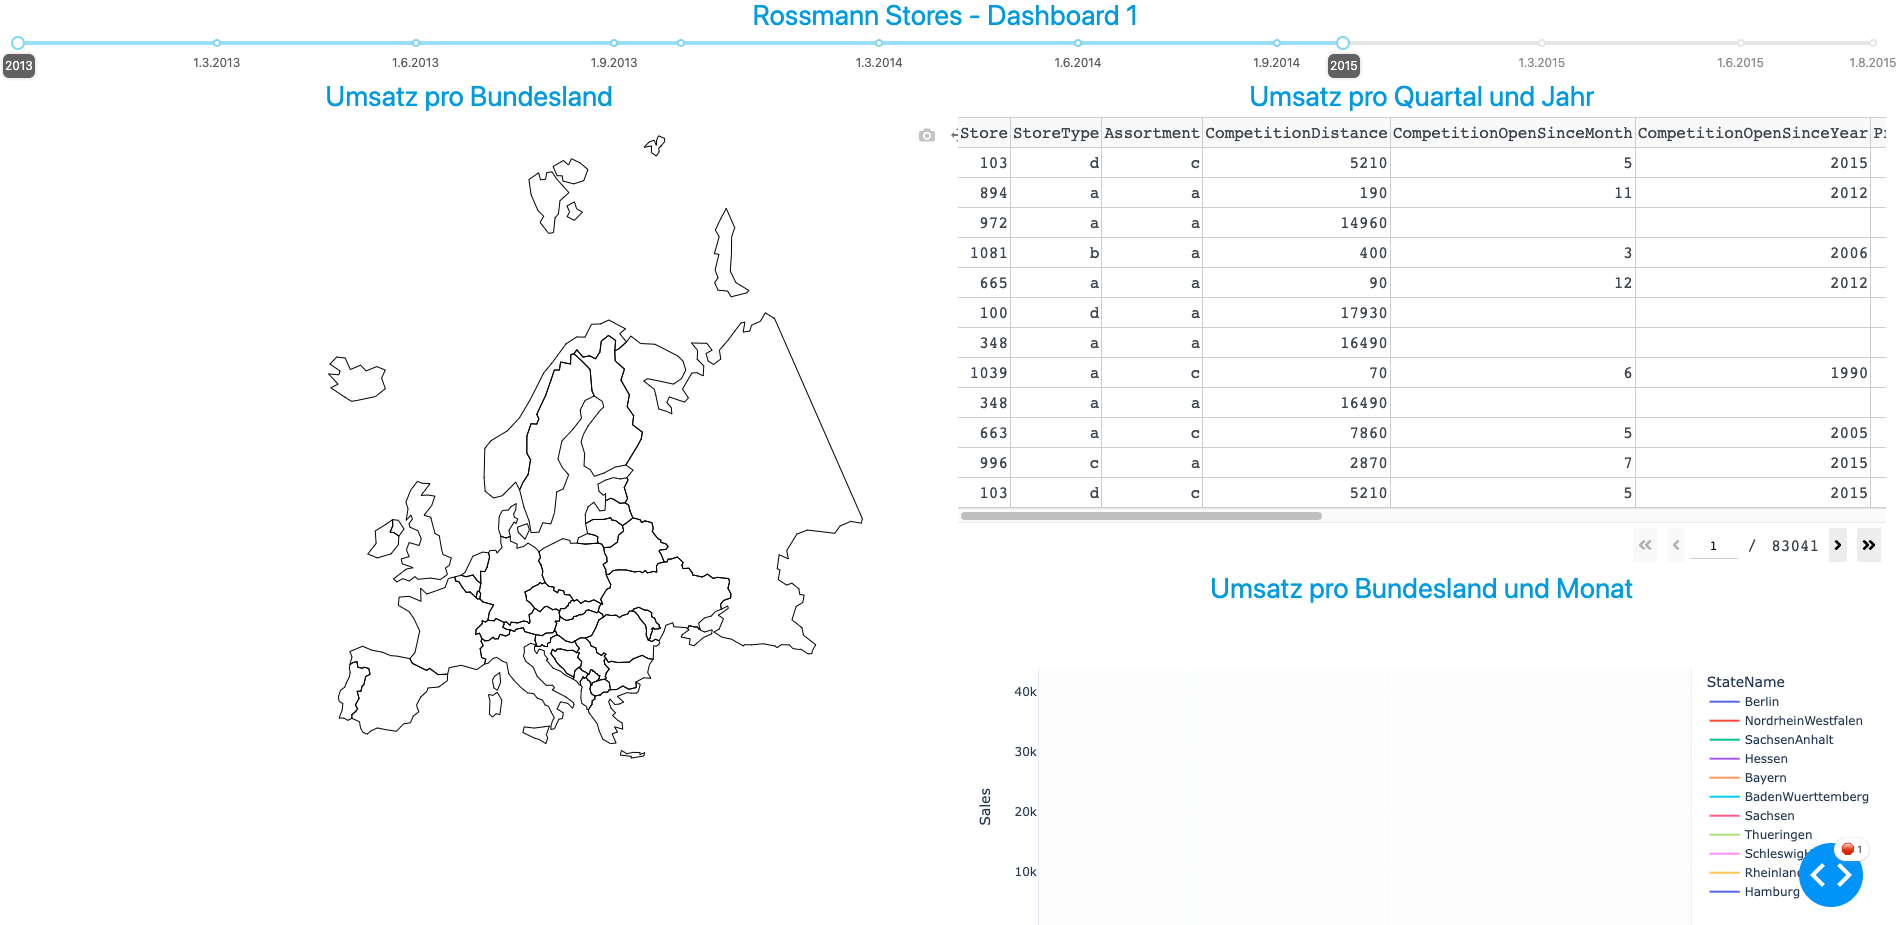 Rossmann Stores - Dashboard 1
2013 1.3.2013 1.6.2013 1.9.2013 1.3.2014 1.6.2014 1.9.2014 2015 1.3.2015 1.6.2015 1.8.2015
Umsatz pro Bundesland
Umsatz pro Quartal und Jahr
Store StoreType Assortment CompetitionDistance CompetitionOpenSinceMonth CompetitionOpenSinceYear
103 d c 5210 5 2015
894 a a 190 11 2012
972 a a 14960
1081 b a 400 3 2006
665 a a 90 12 2012
100 d a 17930
348 a a 16490
1039 a c 70 6 1990
348 a a 16490
663 a c 7860 5 2005
996 c a 2870 7 2015
103 d c 5210 5 2015
1 / 83041
Umsatz pro Bundesland und Monat
Sales
40k
30k
20k
10k
StateName
Berlin
NordrheinWestfalen
SachsenAnhalt
Hessen
Bayern
BadenWuerttemberg
Sachsen
Thueringen
Hamburg
1